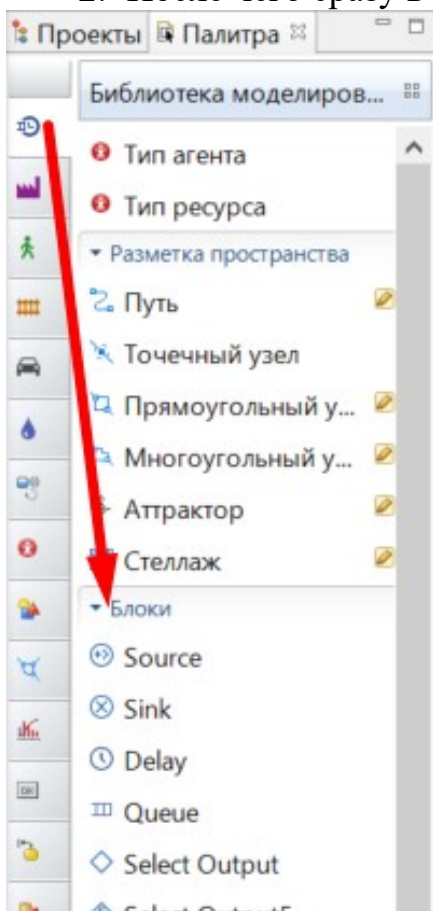 Проекты Палитра
Библиотека моделиров...
Тип агента
Тип ресурса
Разметка пространства
Путь
Точечный узел
Прямоугольный у...
Многоугольный у...
Аттрактор
Стеллаж
Блоки
Source
Sink
Delay
Queue
Select Output